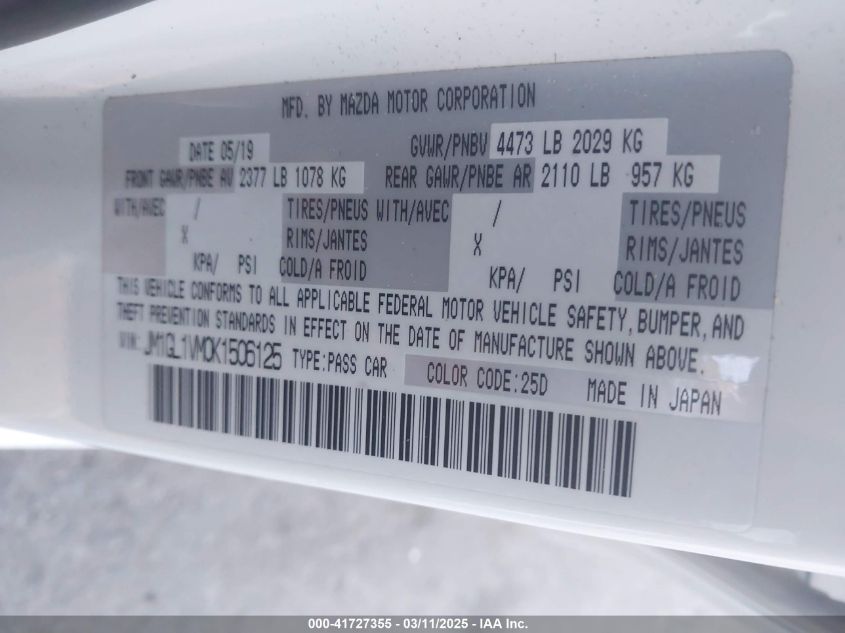 MFD. BY MAZDA MOTOR CORPORATION
DATE 05/19 GVWR/PNBV 4473 LB 2029 KG
FRONT GAWR/PNBE AV 2377 LB 1078 KG REAR GAWR/PNBE AR 2110 LB 957 KG
WITH/AVEC / TIRES/PNEUS WITH/AVEC / TIRES/PNEUS
X RIMS/JANTES X RIMS/JANTES
KPA/ PSI COLD/A FROID KPA/ PSI COLD/A FROID
THIS VEHICLE CONFORMS TO ALL APPLICABLE FEDERAL MOTOR VEHICLE SAFETY, BUMPER, AND
THEFT PREVENTION STANDARDS IN EFFECT ON THE DATE OF MANUFACTURE SHOWN ABOVE.
VIN: JM1GL1VM0K1506125 TYPE:PASS CAR COLOR CODE:25D MADE IN JAPAN
000-41727355 - 03/11/2025 - IAA Inc.